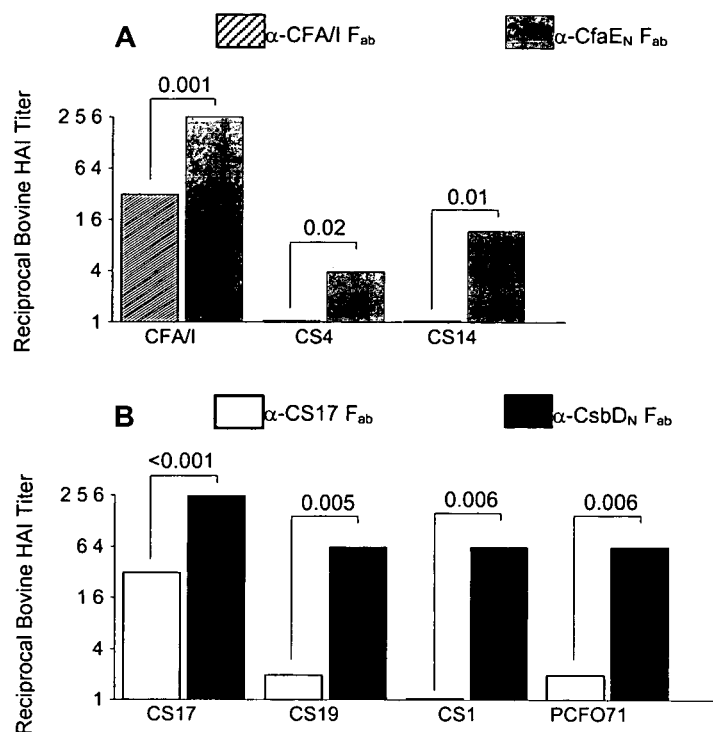 A
α-CFA/I Fab
α-CfaEN Fab
Reciprocal Bovine HAI Titer
256
64
16
4
1
0.001
0.02
0.01
CFA/I
CS4
CS14
B
α-CS17 Fab
α-CsbDN Fab
Reciprocal Bovine HAI Titer
256
64
16
4
1
<0.001
0.005
0.006
0.006
CS17
CS19
CS1
PCFO71